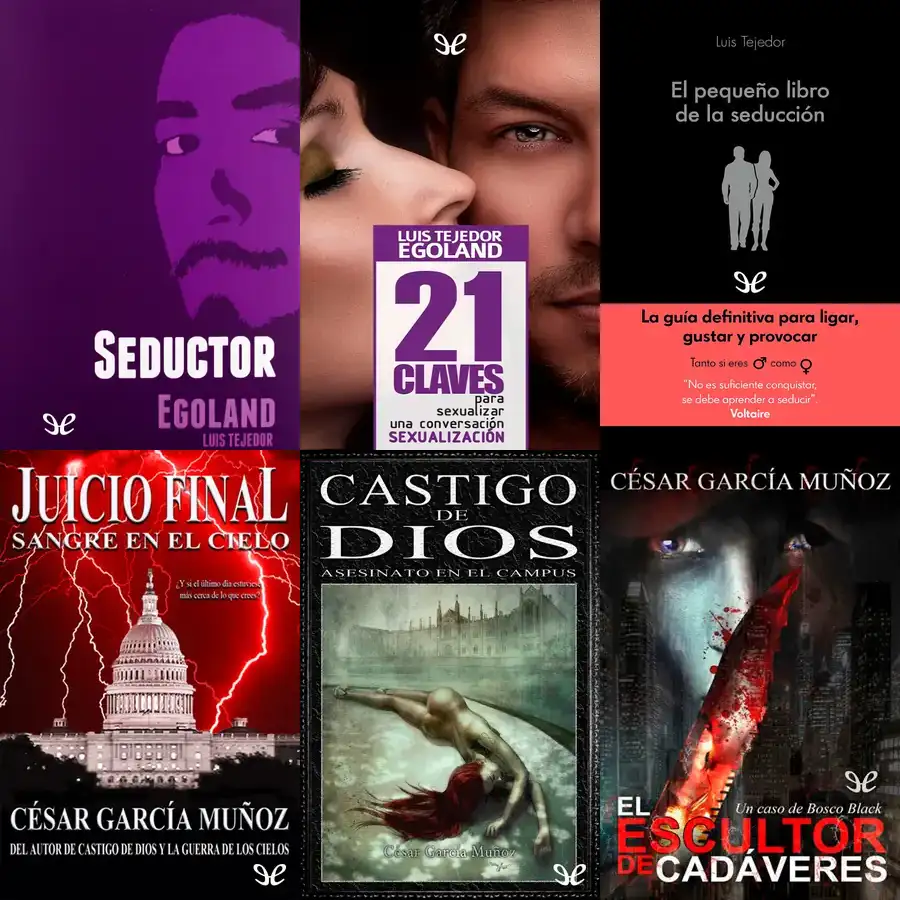 SEDUCTOR
EGOLAND
LUIS TEJEDOR
LUIS TEJEDOR
EGOLAND
21
CLAVES
para
sexualizar
una conversación
SEXUALIZACIÓN
Luis Tejedor
El pequeño libro
de la seducción
La guía definitiva para ligar,
gustar y provocar
Tanto si eres ♂ como ♀
"No es suficiente conquistar,
se debe aprender a seducir".
Voltaire
JUICIO FINAL
SANGRE EN EL CIELO
¿Y si el último día estuviese
más cerca de lo que crees?
CÉSAR GARCÍA MUÑOZ
DEL AUTOR DE CASTIGO DE DIOS Y LA GUERRA DE LOS CIELOS
CASTIGO
DE
DIOS
ASESINATO EN EL CAMPUS
César García Muñoz
CÉSAR GARCÍA MUÑOZ
Un caso de Bosco Black
EL
ESCULTOR
DE CADÁVERES